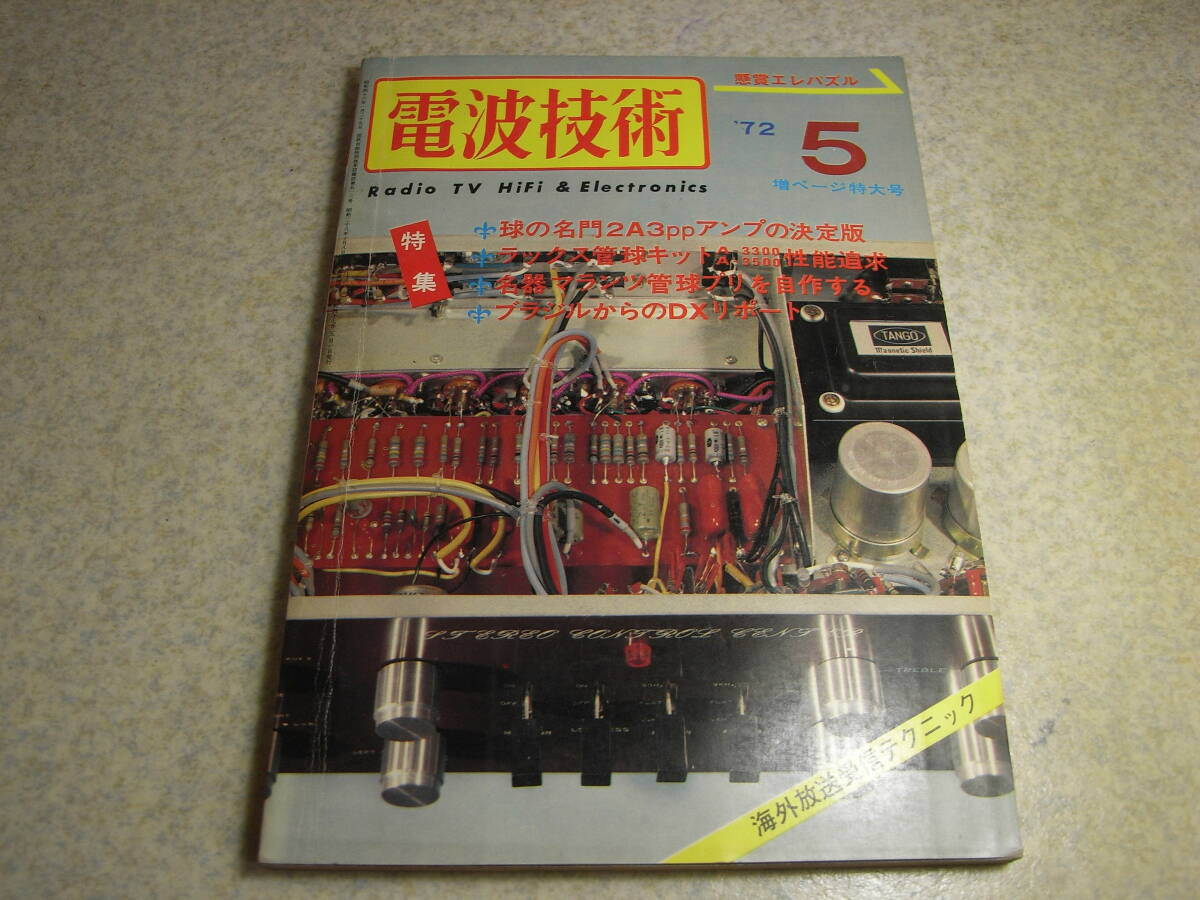 懸賞エレパズル
電波技術
'72 5
増ページ特大号
Radio TV HiFi & Electronics
特集
球の名門2A3ppアンプの決定版
ラックス管球キットA-3300 A-3500性能追求
名器マランツ管球プリを自作する
ブラジルからのDXリポート
TANGO
Magnetic Shield
STEREO CONTROL CENTER
TREBLE
海外放送受信テクニック